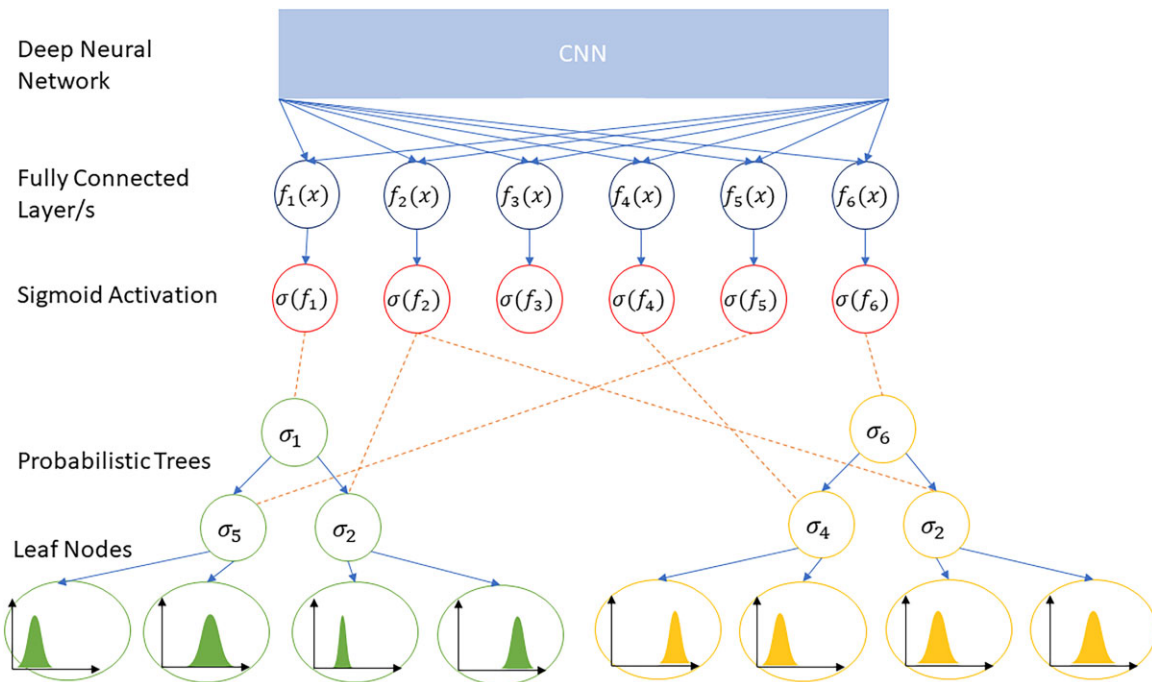 Deep Neural
Network
CNN
Fully Connected
Layer/s
f₁(x) f₂(x) f₃(x) f₄(x) f₅(x) f₆(x)
Sigmoid Activation
σ(f₁) σ(f₂) σ(f₃) σ(f₄) σ(f₅) σ(f₆)
σ₁ σ₆
Probabilistic Trees
σ₅ σ₂ σ₄ σ₂
Leaf Nodes